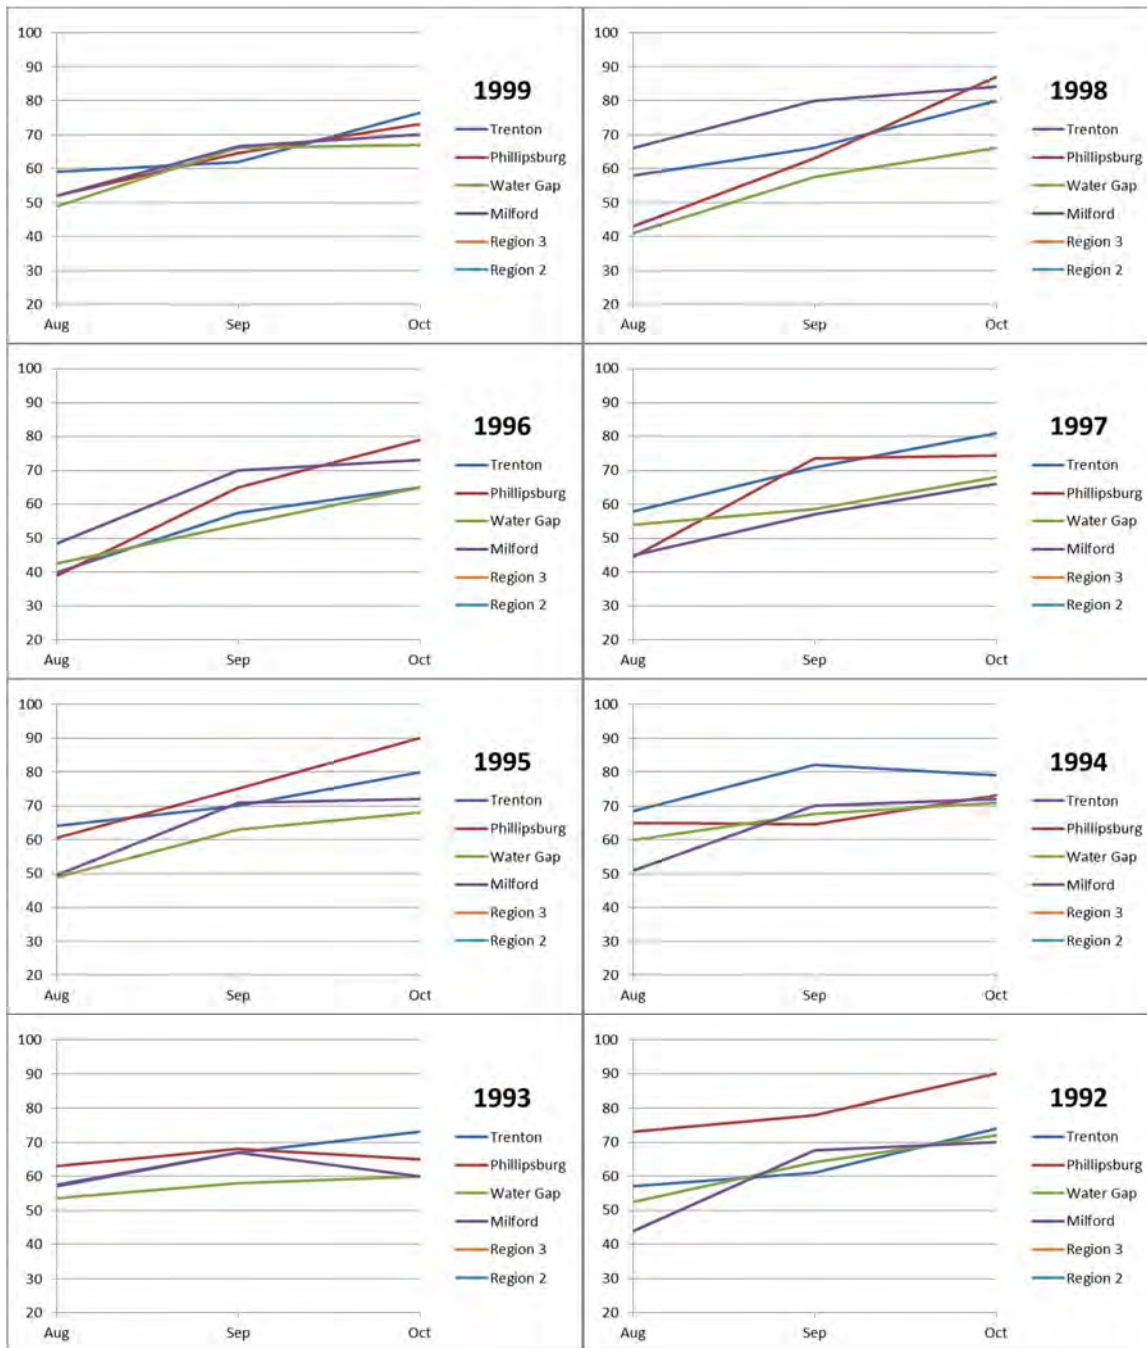 100
90
80
70
60
50
40
30
20
Aug Sep Oct
1999
Trenton
Phillipsburg
Water Gap
Milford
Region 3
Region 2
100
90
80
70
60
50
40
30
20
Aug Sep Oct
1998
Trenton
Phillipsburg
Water Gap
Milford
Region 3
Region 2
100
90
80
70
60
50
40
30
20
Aug Sep Oct
1996
Trenton
Phillipsburg
Water Gap
Milford
Region 3
Region 2
100
90
80
70
60
50
40
30
20
Aug Sep Oct
1997
Trenton
Phillipsburg
Water Gap
Milford
Region 3
Region 2
100
90
80
70
60
50
40
30
20
Aug Sep Oct
1995
Trenton
Phillipsburg
Water Gap
Milford
Region 3
Region 2
100
90
80
70
60
50
40
30
20
Aug Sep Oct
1994
Trenton
Phillipsburg
Water Gap
Milford
Region 3
Region 2
100
90
80
70
60
50
40
30
20
Aug Sep Oct
1993
Trenton
Phillipsburg
Water Gap
Milford
Region 3
Region 2
100
90
80
70
60
50
40
30
20
Aug Sep Oct
1992
Trenton
Phillipsburg
Water Gap
Milford
Region 3
Region 2